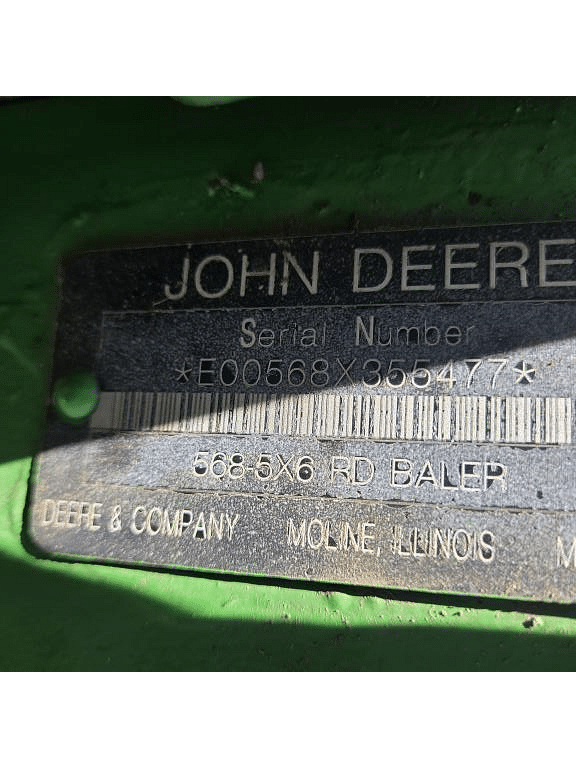 JOHN DEERE
Serial Number
*E00568X355477*
568-5X6 RD BALER
DEERE & COMPANY MOLINE, ILLINOIS M